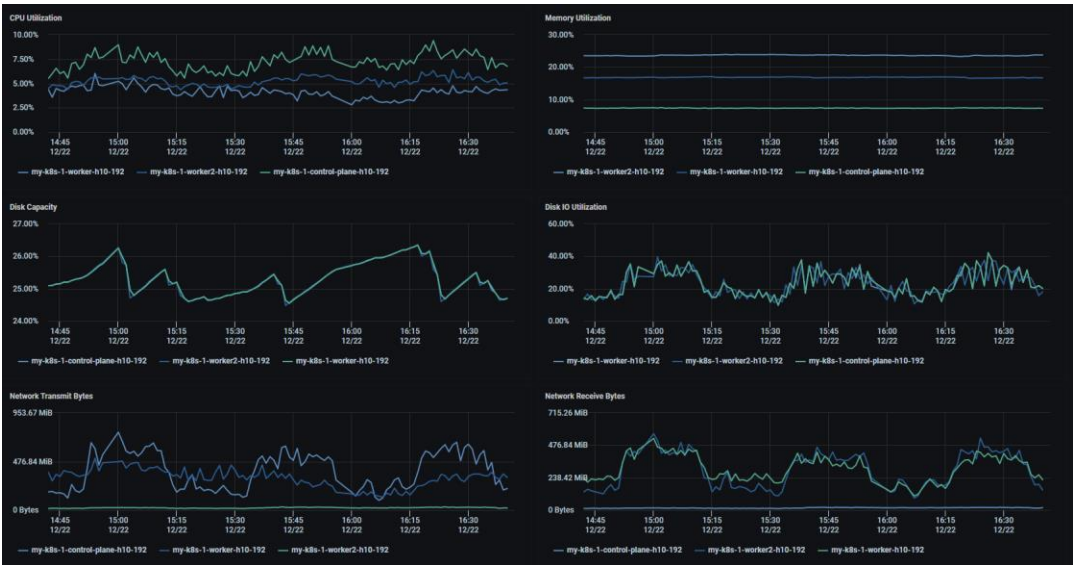 CPU Utilization
10.00%
7.50%
5.00%
2.50%
0.00%
14:45 15:00 15:15 15:30 15:45 16:00 16:15 16:30
12/22 12/22 12/22 12/22 12/22 12/22 12/22 12/22
my-k8s-1-worker-h10-192 my-k8s-1-worker2-h10-192 my-k8s-1-control-plane-h10-192
Memory Utilization
30.00%
20.00%
10.00%
0.00%
14:45 15:00 15:15 15:30 15:45 16:00 16:15 16:30
12/22 12/22 12/22 12/22 12/22 12/22 12/22 12/22
my-k8s-1-worker2-h10-192 my-k8s-1-worker-h10-192 my-k8s-1-control-plane-h10-192
Disk Capacity
27.00%
26.00%
25.00%
24.00%
14:45 15:00 15:15 15:30 15:45 16:00 16:15 16:30
12/22 12/22 12/22 12/22 12/22 12/22 12/22 12/22
my-k8s-1-control-plane-h10-192 my-k8s-1-worker2-h10-192 my-k8s-1-worker-h10-192
Disk IO Utilization
60.00%
40.00%
20.00%
0.00%
14:45 15:00 15:15 15:30 15:45 16:00 16:15 16:30
12/22 12/22 12/22 12/22 12/22 12/22 12/22 12/22
my-k8s-1-worker-h10-192 my-k8s-1-worker2-h10-192 my-k8s-1-control-plane-h10-192
Network Transmit Bytes
953.67 MiB
476.84 MiB
0 Bytes
14:45 15:00 15:15 15:30 15:45 16:00 16:15 16:30
12/22 12/22 12/22 12/22 12/22 12/22 12/22 12/22
my-k8s-1-control-plane-h10-192 my-k8s-1-worker-h10-192 my-k8s-1-worker2-h10-192
Network Receive Bytes
715.26 MiB
476.84 MiB
238.42 MiB
0 Bytes
14:45 15:00 15:15 15:30 15:45 16:00 16:15 16:30
12/22 12/22 12/22 12/22 12/22 12/22 12/22 12/22
my-k8s-1-control-plane-h10-192 my-k8s-1-worker2-h10-192 my-k8s-1-worker-h10-192